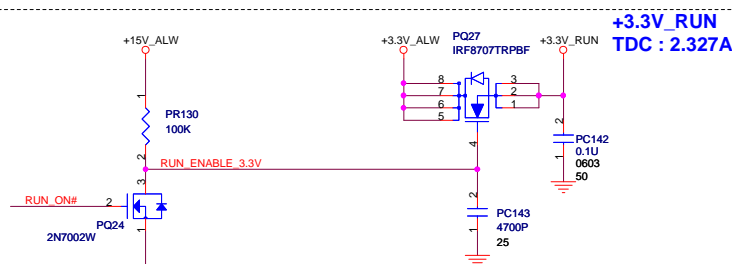 +3.3V_RUN
TDC : 2.327A
+15V_ALW
+3.3V_ALW
PQ27
IRF8707TRPBF
+3.3V_RUN
8
7
6
5
3
2
1
4
1
PR130
100K
2
RUN_ENABLE_3.3V
2
PC142
0.1U
0603
50
1
RUN_ON#
2
3
1
PQ24
2N7002W
2
PC143
4700P
25
1